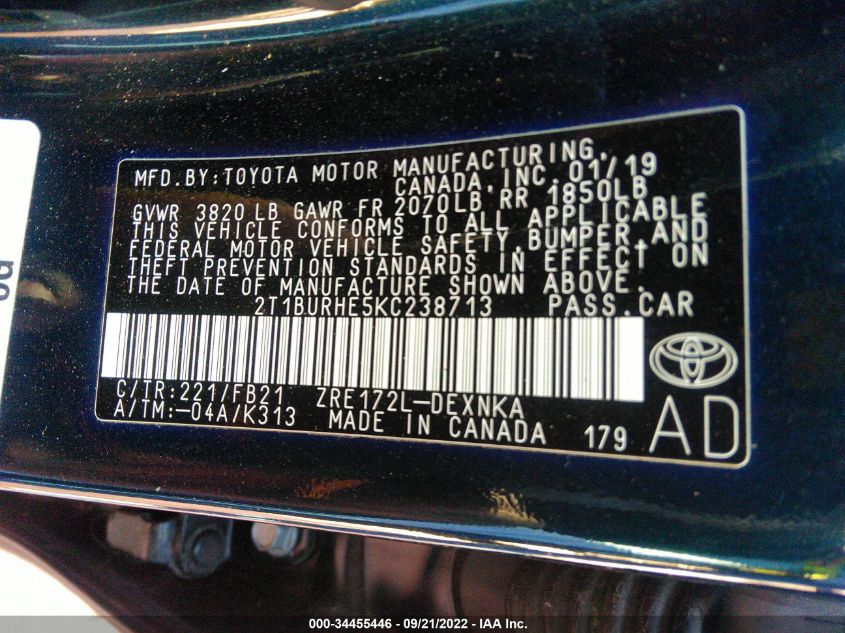 MFD.BY:TOYOTA MOTOR MANUFACTURING,
CANADA,INC. 01/19
GVWR 3820 LB GAWR FR 2070LB RR 1850LB
THIS VEHICLE CONFORMS TO ALL APPLICABLE
FEDERAL MOTOR VEHICLE SAFETY,BUMPER,AND
THEFT PREVENTION STANDARDS IN EFFECT ON
THE DATE OF MANUFACTURE SHOWN ABOVE.
2T1BURHE5KC238713 PASS.CAR
C/TR:221/FB21 ZRE172L-DEXNKA
A/TM:-04A/K313 MADE IN CANADA 179 AD
000-34455446 - 09/21/2022 - IAA Inc.